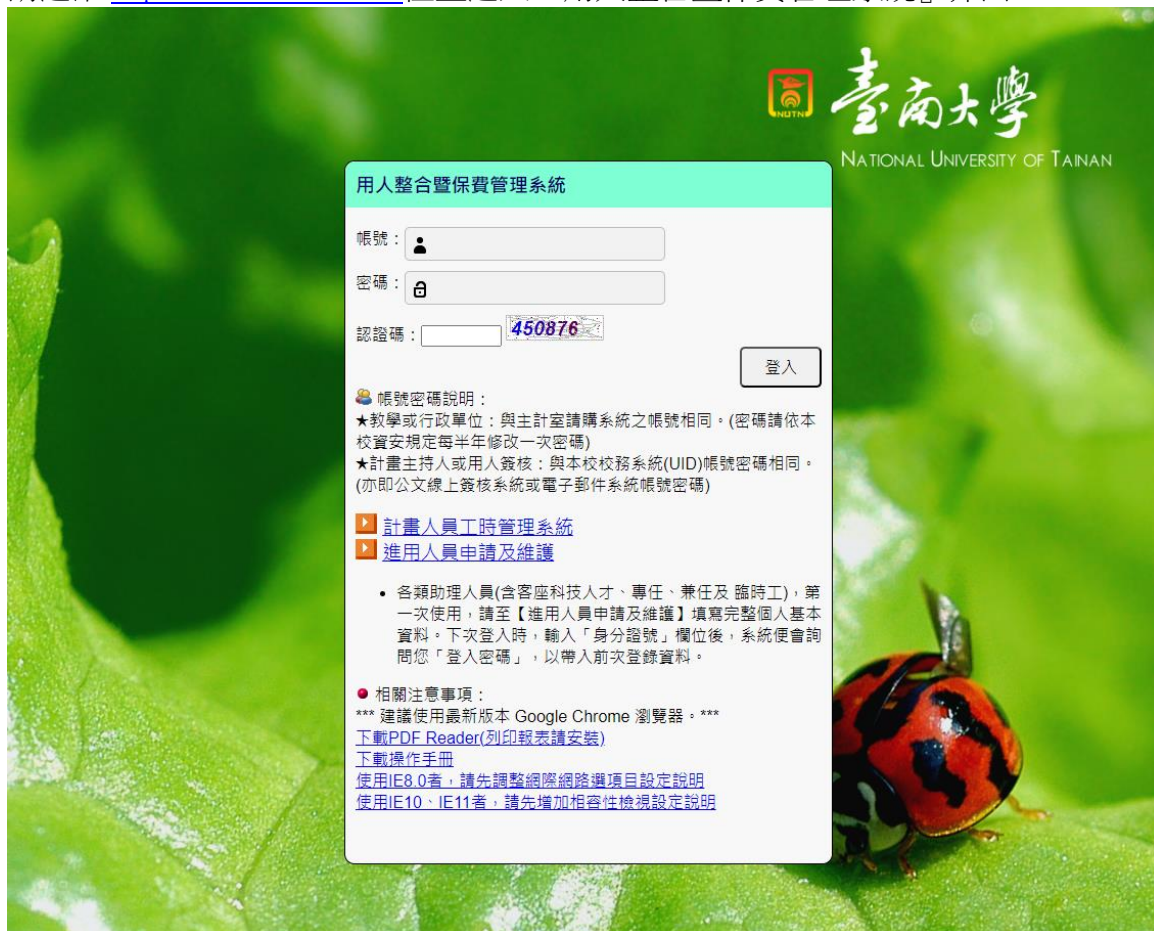 臺南大學
NUTN
NATIONAL UNIVERSITY OF TAINAN
用人整合暨保費管理系統
帳號：
密碼：
認證碼：
450876
登入
帳號密碼說明：
★教學或行政單位：與主計室請購系統之帳號相同。(密碼請依本
校資安規定每半年修改一次密碼)
★計畫主持人或用人簽核：與本校校務系統(UID)帳號密碼相同。
(亦即公文線上簽核系統或電子郵件系統帳號密碼)
計畫人員工時管理系統
進用人員申請及維護
• 各類助理人員(含客座科技人才、專任、兼任及 臨時工)，第
一次使用，請至【進用人員申請及維護】填寫完整個人基本
資料。下次登入時，輸入「身分證號」欄位後，系統便會詢
問您「登入密碼」，以帶入前次登錄資料。
相關注意事項：
*** 建議使用最新版本 Google Chrome 瀏覽器。***
下載PDF Reader(列印報表請安裝)
下載操作手冊
使用IE8.0者，請先調整網際網路選項目設定說明
使用IE10、IE11者，請先增加相容性檢視設定說明